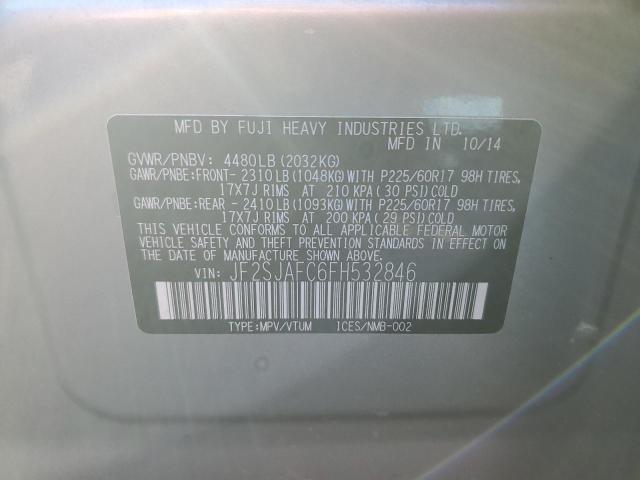 MFD BY FUJI HEAVY INDUSTRIES LTD.
MFD IN 10/14
GVWR/PNBV: 4480LB (2032KG)
GAWR/PNBE:FRONT- 2310LB(1048KG)WITH P225/60R17 98H TIRES,
17X7J RIMS AT 210 KPA (30 PSI)COLD
GAWR/PNBE:REAR - 2410LB(1093KG)WITH P225/60R17 98H TIRES,
17X7J RIMS AT 200 KPA (29 PSI)COLD
THIS VEHICLE CONFORMS TO ALL APPLICABLE FEDERAL MOTOR
VEHICLE SAFETY AND THEFT PREVENTION STANDARDS IN EFFECT ON
THE DATE OF MANUFACTURE SHOWN ABOVE.
VIN: JF2SJAFC6FH532846
TYPE:MPV/VTUM ICES/NMB-002